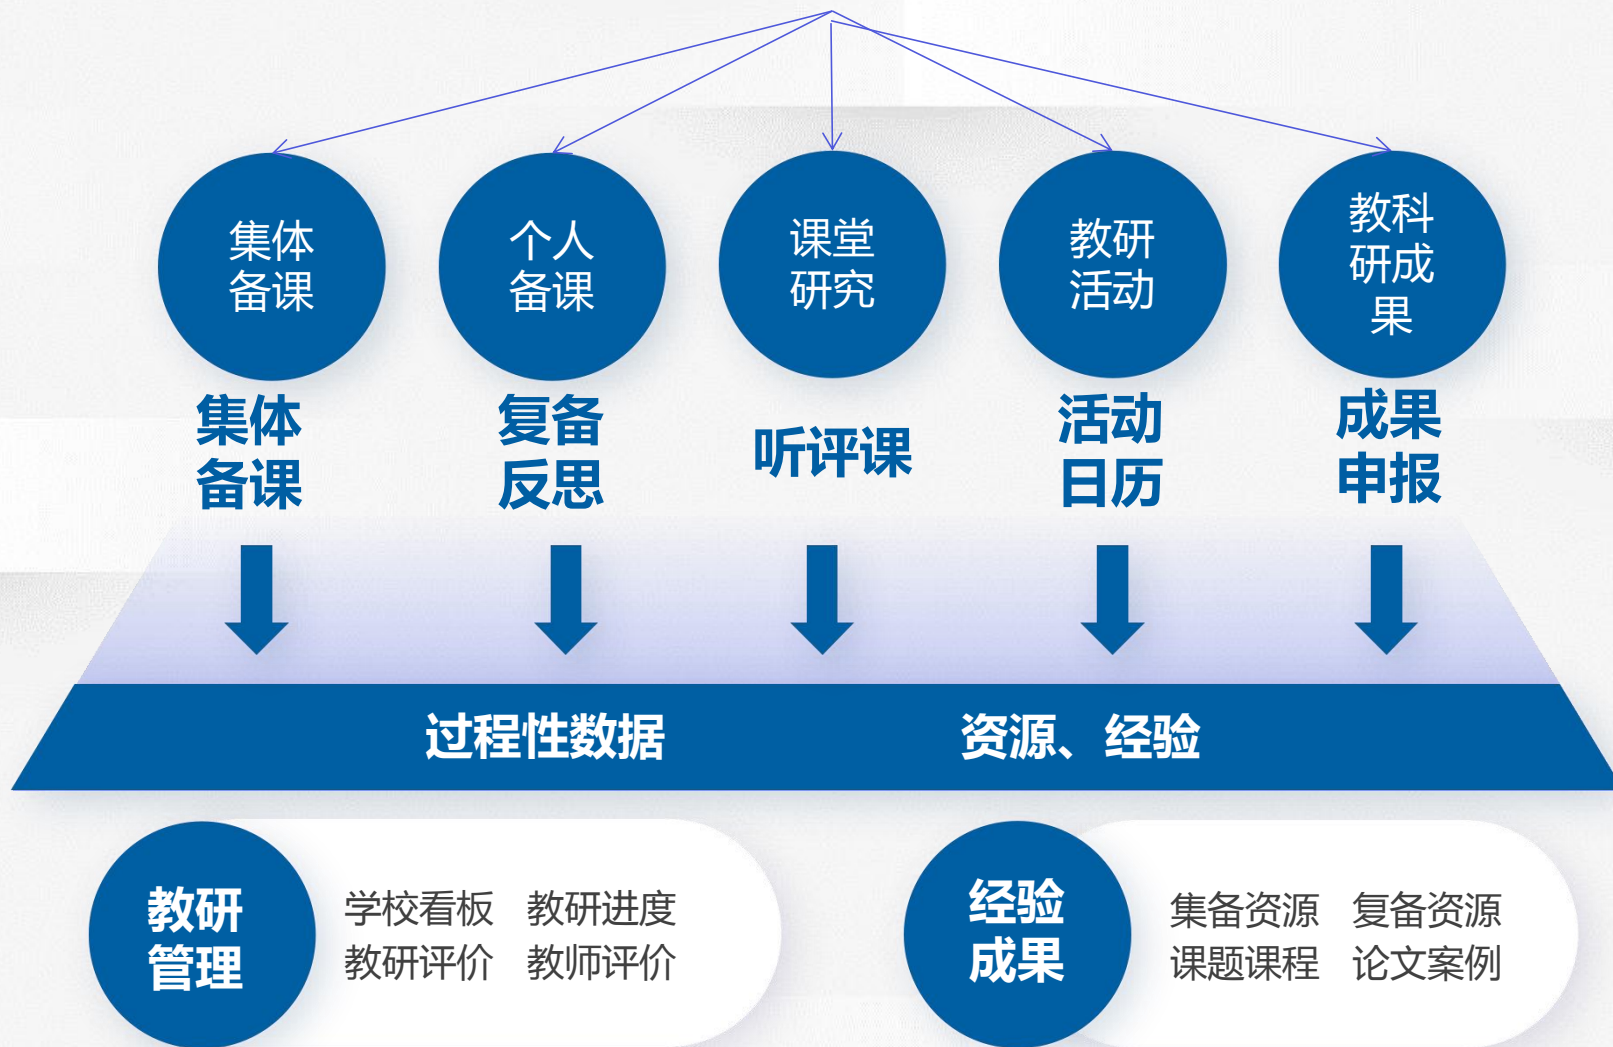 集体
备课
个人
备课
课堂
研究
教研
活动
教科
研成
果
集体
备课
复备
反思
听评课
活动
日历
成果
申报
过程性数据
资源、经验
教研
管理
学校看板 教研进度
教研评价 教师评价
经验
成果
集备资源 复备资源
课题课程 论文案例